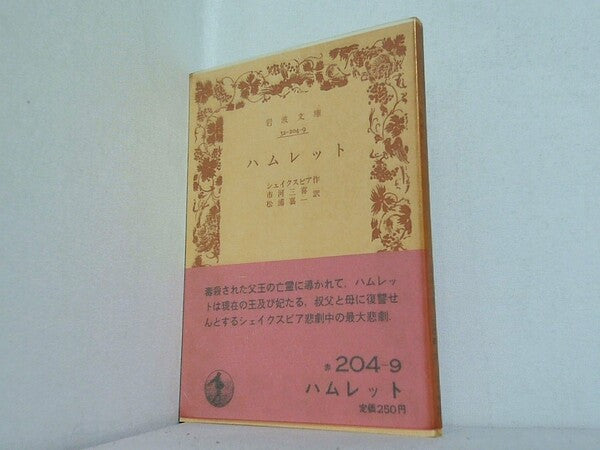 岩波文庫
32-204-9
ハムレット
シェイクスピア作
市河三喜
松浦嘉一 訳
毒殺された父王の亡霊に導かれて，ハムレッ
トは現在の王及び妃たる，叔父と母に復讐せ
んとするシェイクスピア悲劇中の最大悲劇．
赤 204-9
ハムレット
定価250円